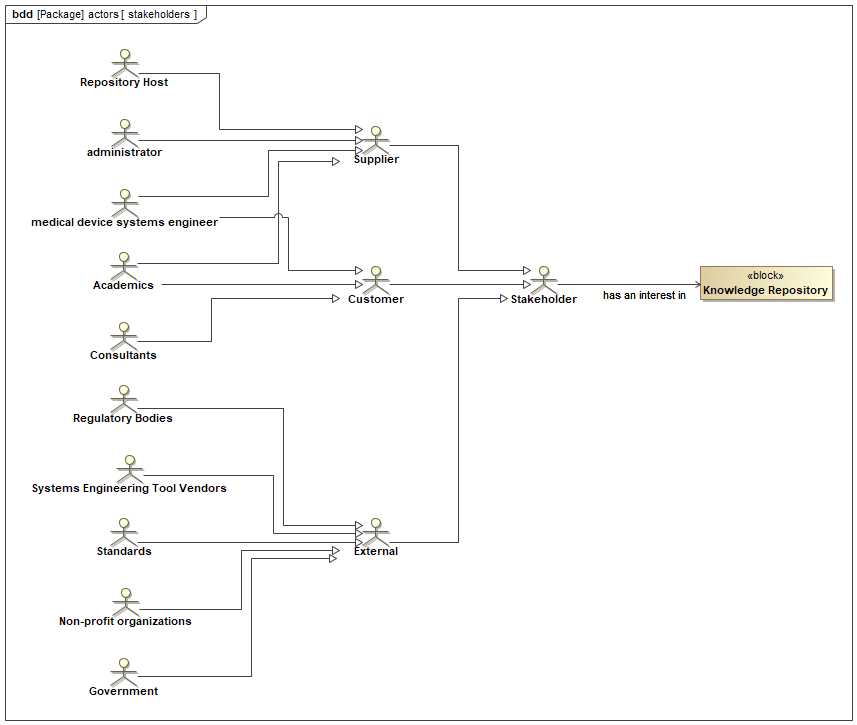 bdd [Package] actors [ stakeholders ]
Repository Host
administrator
Supplier
medical device systems engineer
Academics
Customer
Stakeholder
has an interest in
«block»
Knowledge Repository
Consultants
Regulatory Bodies
Systems Engineering Tool Vendors
Standards
External
Non-profit organizations
Government